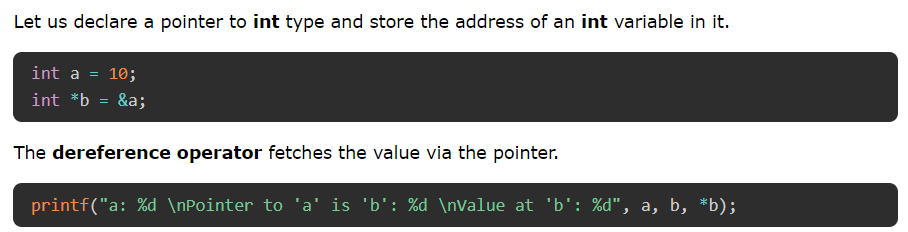 Let us declare a pointer to int type and store the address of an int variable in it.
int a = 10;
int *b = &a;
The dereference operator fetches the value via the pointer.
printf("a: %d \nPointer to 'a' is 'b': %d \nValue at 'b': %d", a, b, *b);